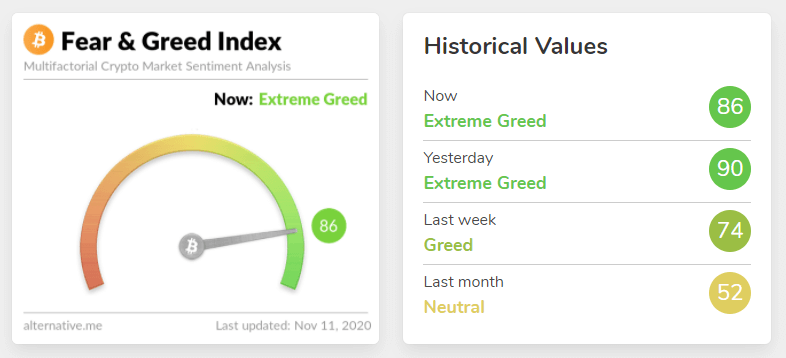 Fear & Greed Index
Multifactorial Crypto Market Sentiment Analysis
Now: Extreme Greed
86
alternative.me
Last updated: Nov 11, 2020
Historical Values
Now
Extreme Greed
86
Yesterday
Extreme Greed
90
Last week
Greed
74
Last month
Neutral
52